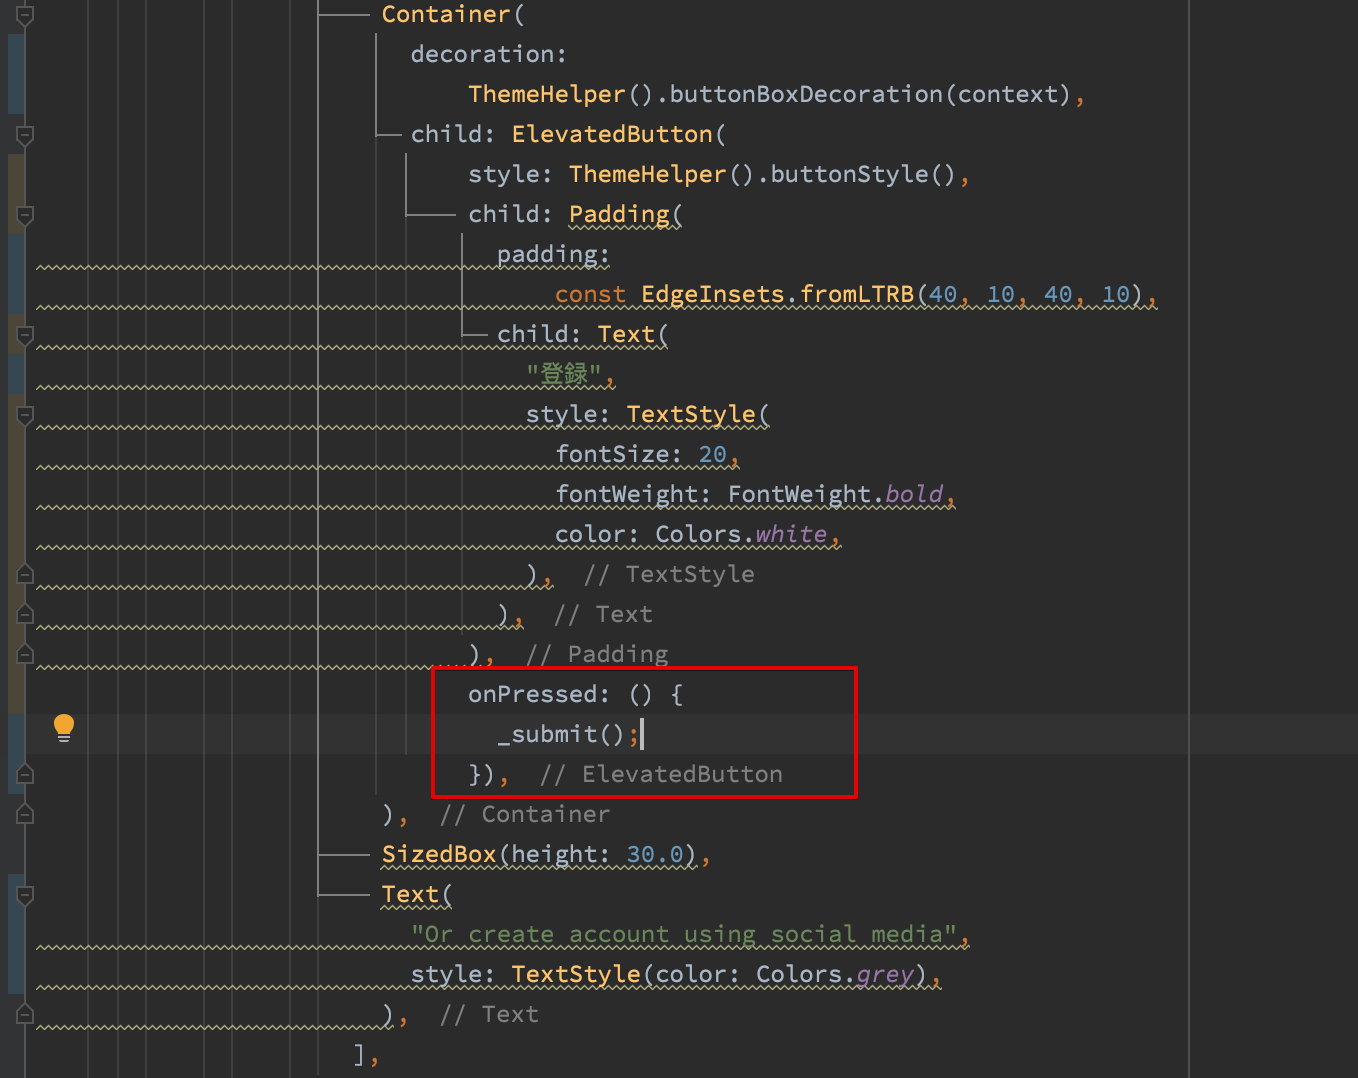 Container(
decoration:
ThemeHelper().buttonBoxDecoration(context),
child: ElevatedButton(
style: ThemeHelper().buttonStyle(),
child: Padding(
padding:
const EdgeInsets.fromLTRB(40, 10, 40, 10),
child: Text(
"登録",
style: TextStyle(
fontSize: 20,
fontWeight: FontWeight.bold,
color: Colors.white,
), // TextStyle
), // Text
), // Padding
onPressed: () {
_submit();
}), // ElevatedButton
), // Container
SizedBox(height: 30.0),
Text(
"Or create account using social media",
style: TextStyle(color: Colors.grey),
), // Text
],